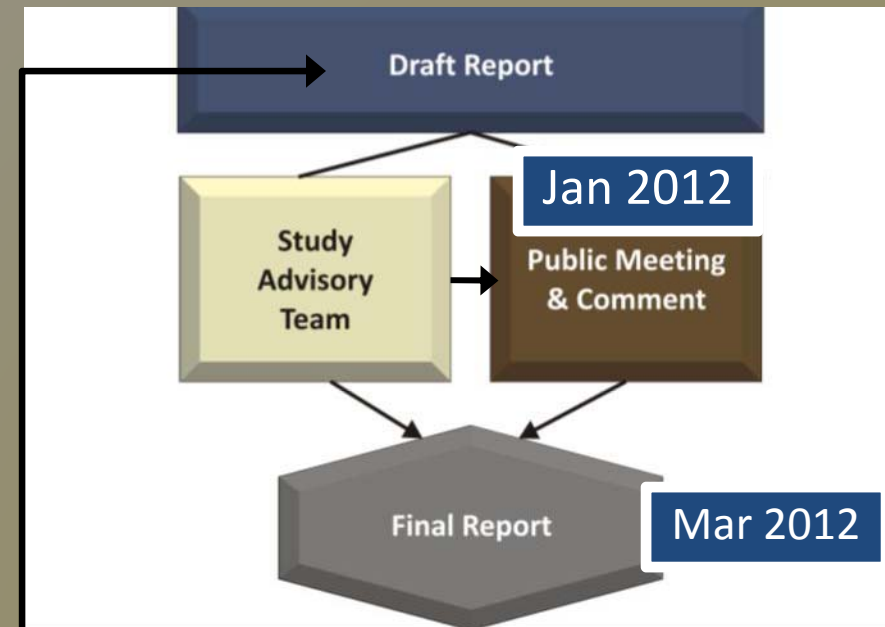 Draft Report
Jan 2012
Study
Advisory
Team
Public Meeting
& Comment
Final Report
Mar 2012